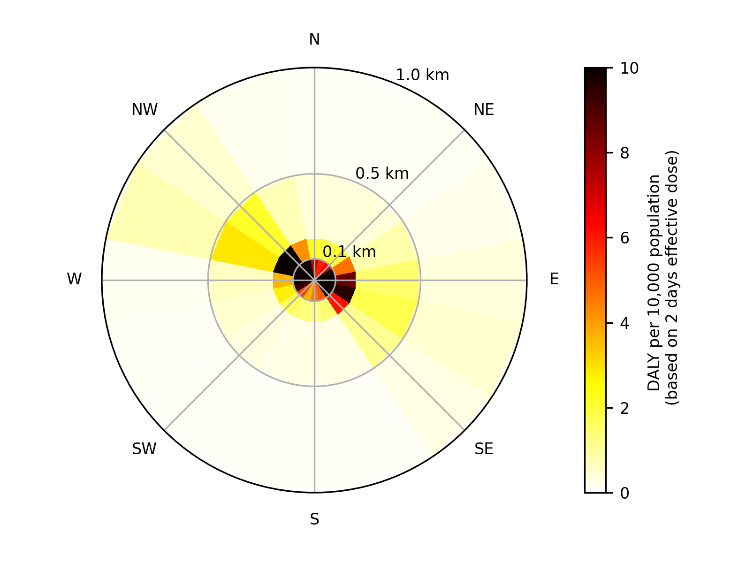 N
1.0 km
NW
NE
0.5 km
0.1 km
W
E
SW
SE
S
10
8
6
4
2
0
DALY per 10,000 population
(based on 2 days effective dose)